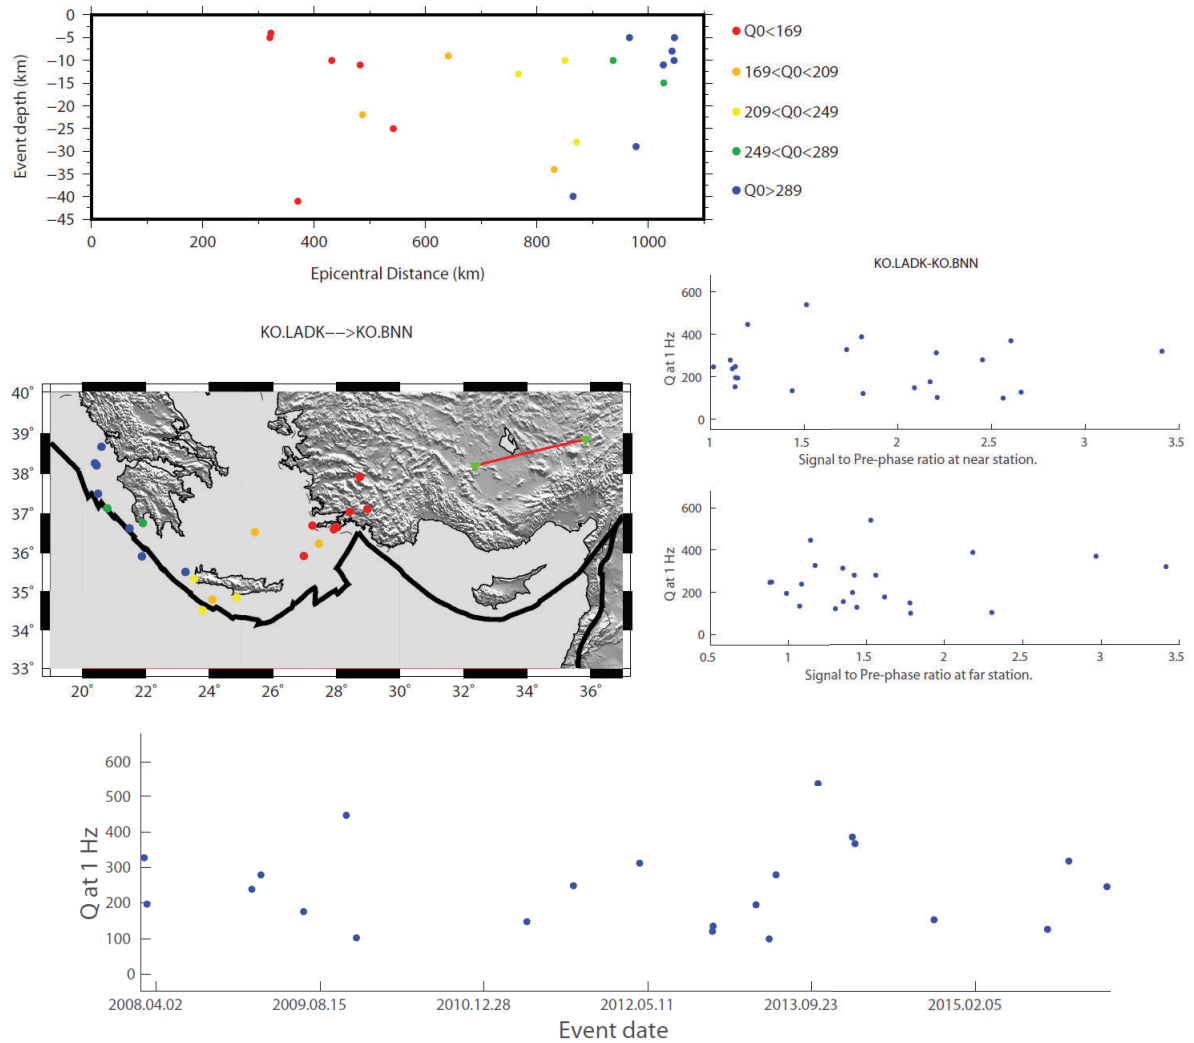 0
−5
−10
−15
−20
−25
−30
−35
−40
−45
Event depth (km)
0 200 400 600 800 1000
Epicentral Distance (km)
Q0<169
169<Q0<209
209<Q0<249
249<Q0<289
Q0>289
KO.LADK-KO.BNN
600
400
200
0
Q at 1 Hz
1 1.5 2 2.5 3 3.5
Signal to Pre-phase ratio at near station.
KO.LADK−−>KO.BNN
40˚
39˚
38˚
37˚
36˚
35˚
34˚
33˚
20˚ 22˚ 24˚ 26˚ 28˚ 30˚ 32˚ 34˚ 36˚
600
400
200
0
Q at 1 Hz
0.5 1 1.5 2 2.5 3 3.5
Signal to Pre-phase ratio at far station.
600
500
400
300
200
100
0
Q at 1 Hz
2008.04.02 2009.08.15 2010.12.28 2012.05.11 2013.09.23 2015.02.05
Event date